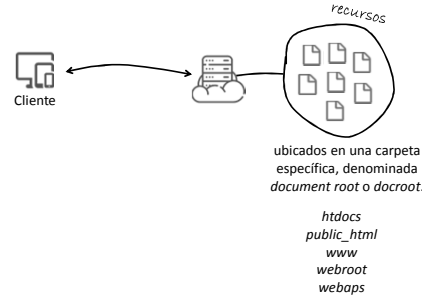 recursos
Cliente
ubicados en una carpeta
específica, denominada
document root o docroot.
htdocs
public_html
www
webroot
webaps